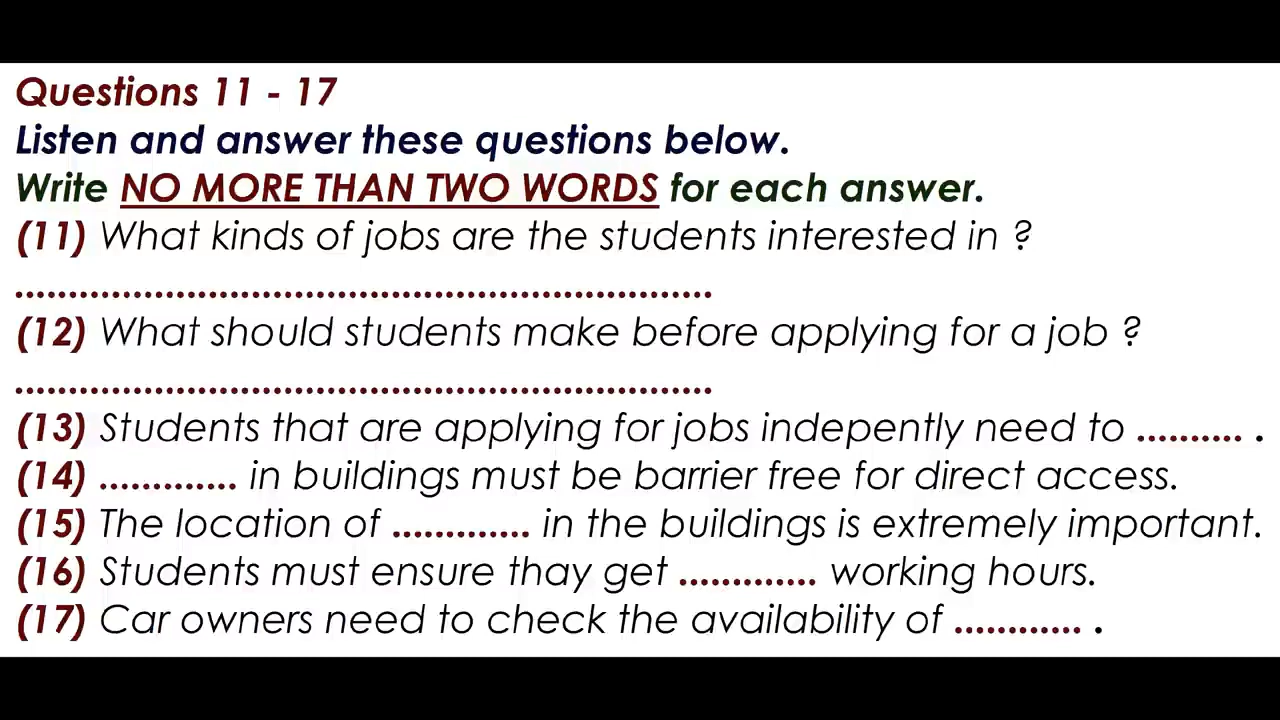 Questions 11 - 17
Listen and answer these questions below.
Write NO MORE THAN TWO WORDS for each answer.
(11) What kinds of jobs are the students interested in ?
.................................................................
(12) What should students make before applying for a job ?
.................................................................
(13) Students that are applying for jobs indepently need to .......... .
(14) ............. in buildings must be barrier free for direct access.
(15) The location of ............. in the buildings is extremely important.
(16) Students must ensure thay get ............. working hours.
(17) Car owners need to check the availability of ............ .